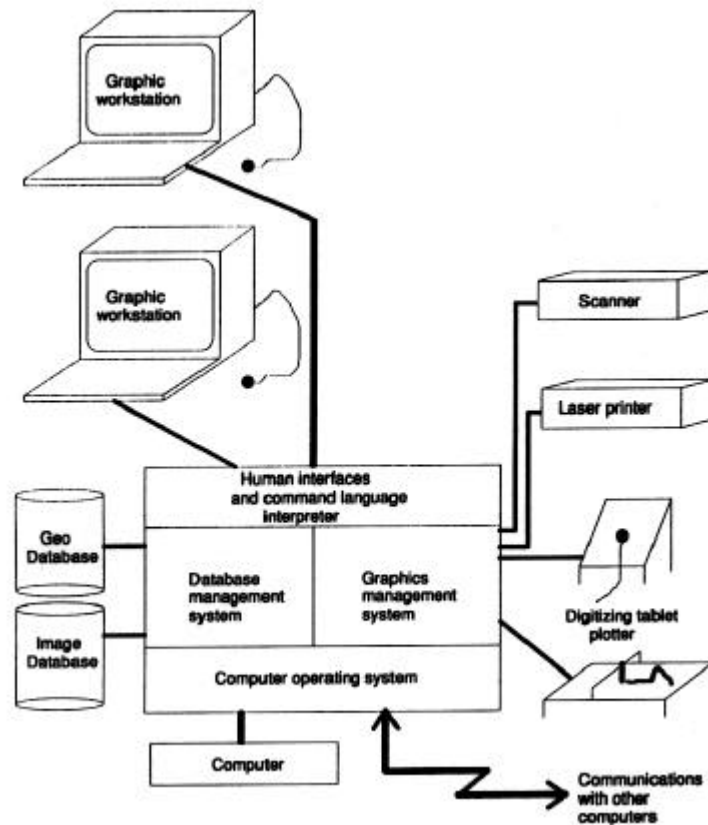 Graphic
workstation
Graphic
workstation
Scanner
Laser printer
Human interfaces
and command language
interpreter
Geo
Database
Database
management
system
Graphics
management
system
Digitizing tablet
plotter
Image
Database
Computer operating system
Computer
Communications
with other
computers